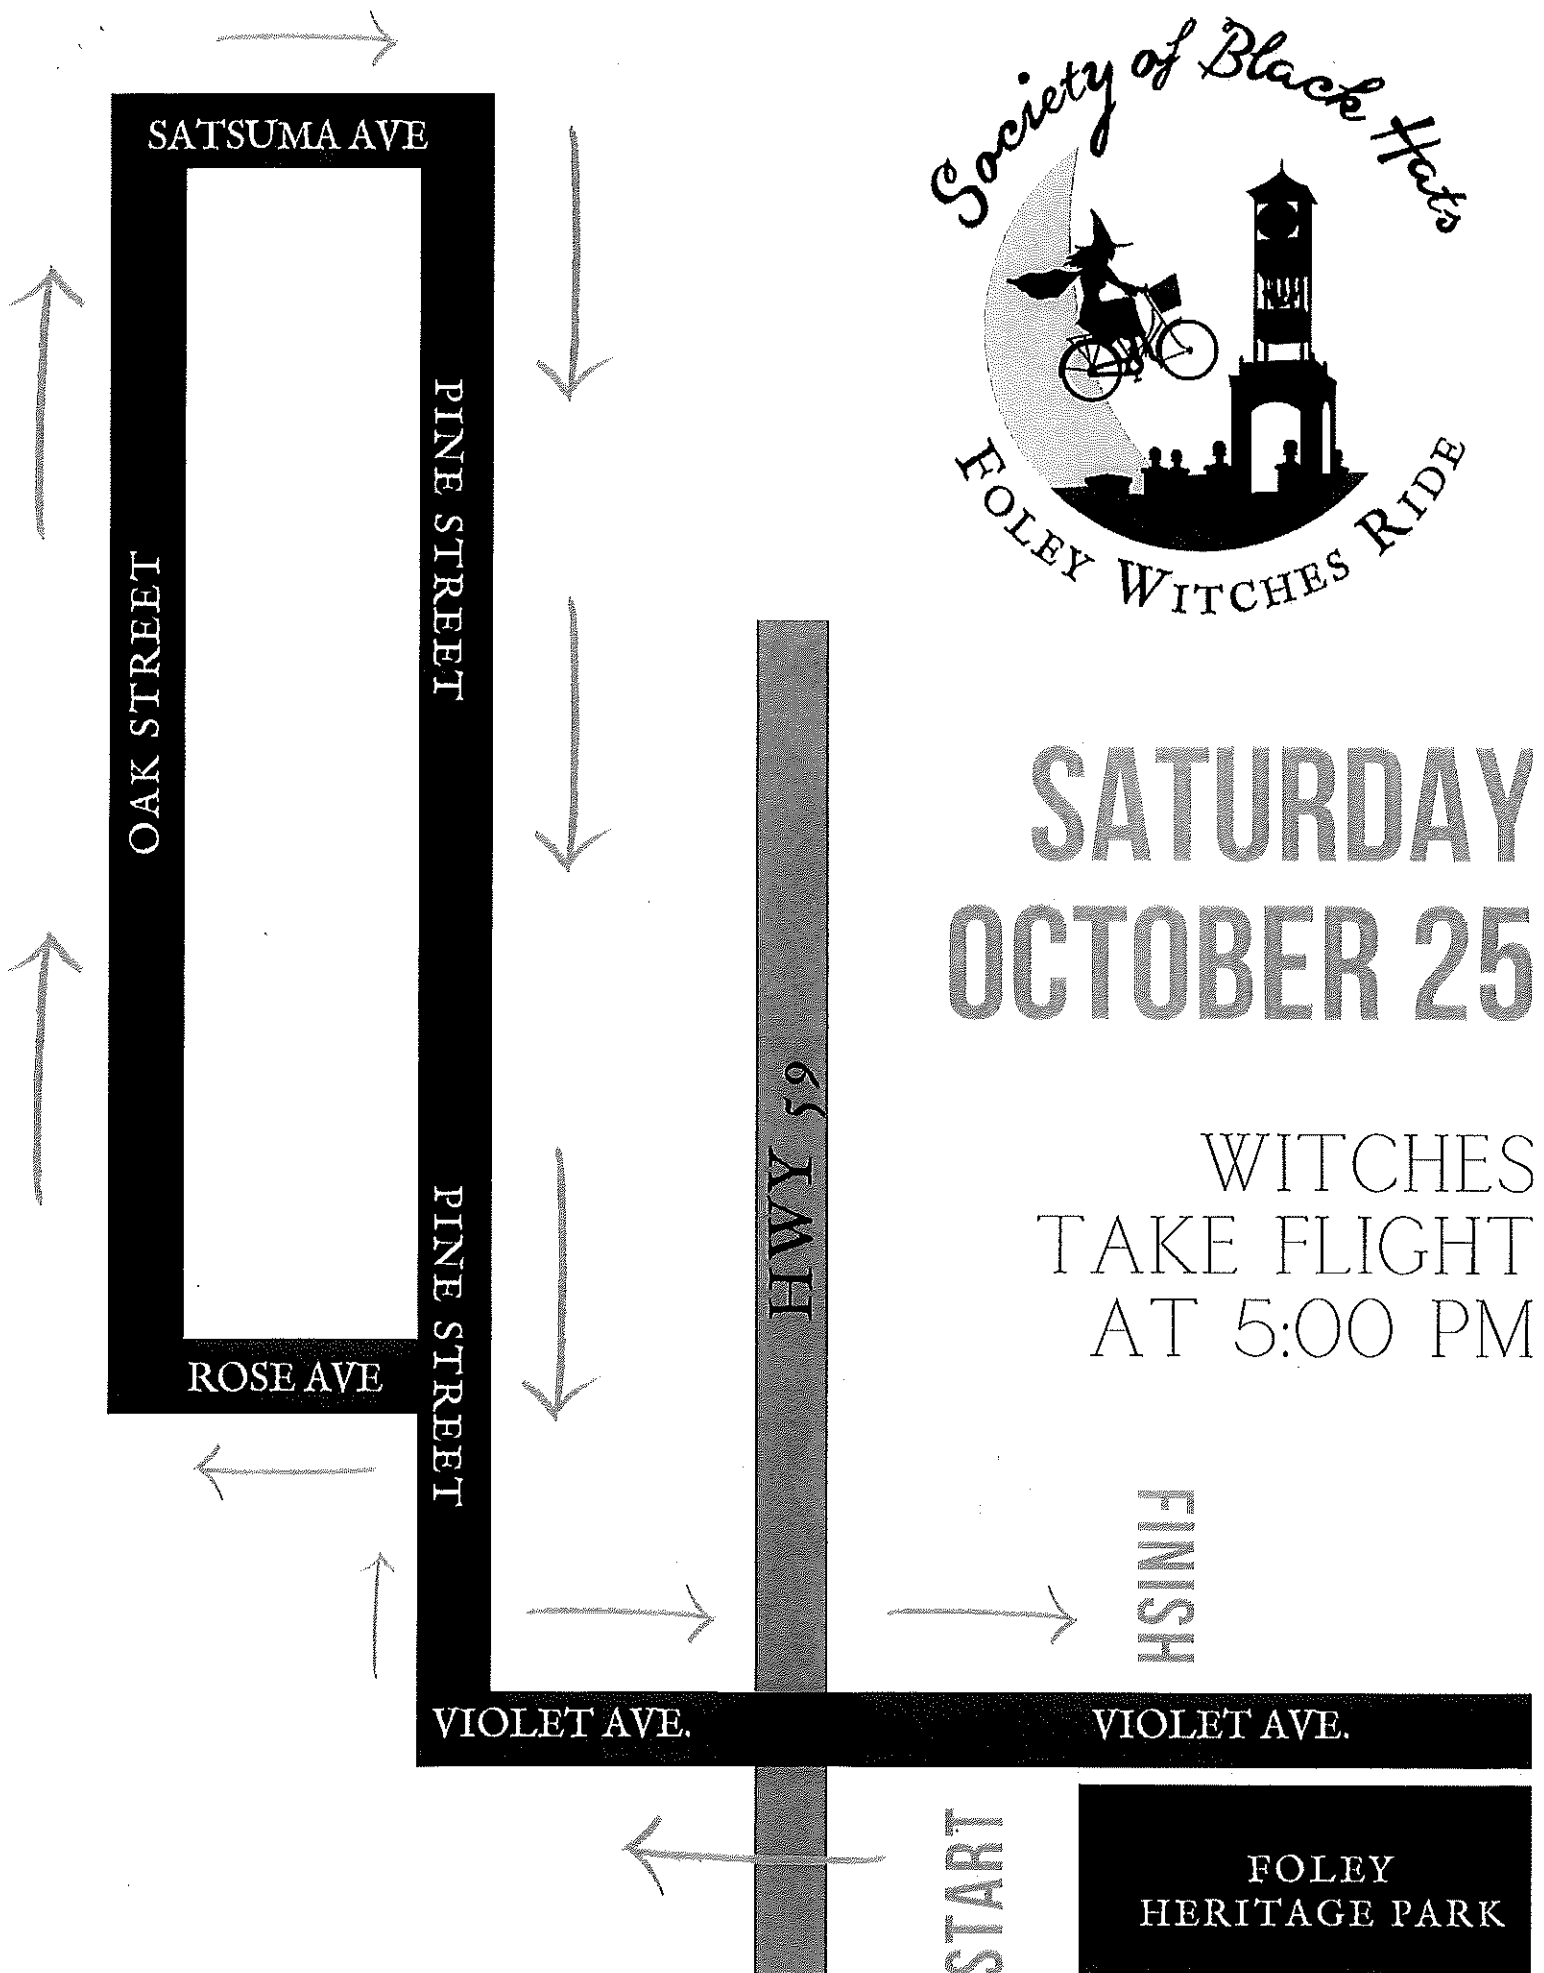 Society of Black Hats
FOLEY WITCHES RIDE
SATURDAY
OCTOBER 25
WITCHES
TAKE FLIGHT
AT 5:00 PM
SATSUMA AVE
OAK STREET
PINE STREET
PINE STREET
ROSE AVE
HWY 59
FINISH
VIOLET AVE.
VIOLET AVE.
START
FOLEY
HERITAGE PARK